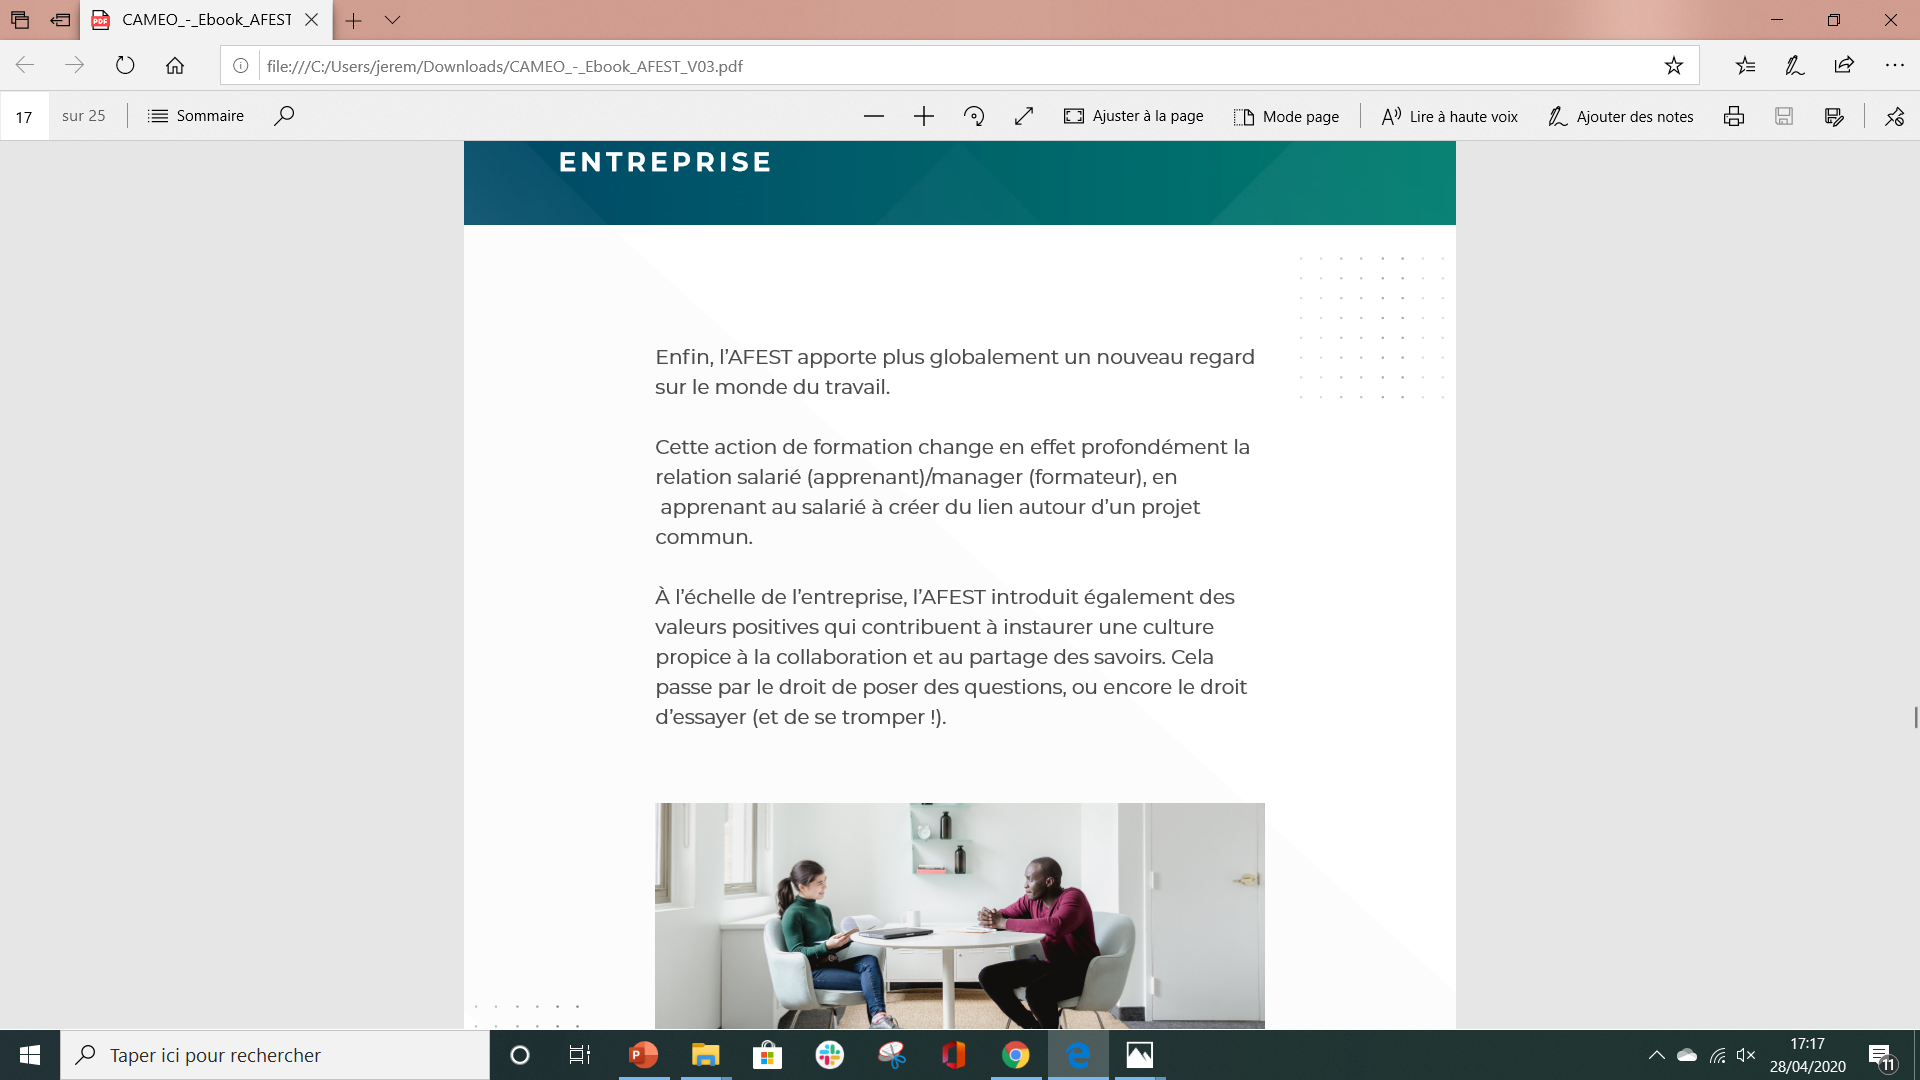 CAMEO_-_Ebook_AFEST
file:///C:/Users/jerem/Downloads/CAMEO_-_Ebook_AFEST_V03.pdf
17 sur 25 Sommaire Ajuster à la page Mode page Lire à haute voix Ajouter des notes
ENTREPRISE
Enfin, l’AFEST apporte plus globalement un nouveau regard
sur le monde du travail.
Cette action de formation change en effet profondément la
relation salarié (apprenant)/manager (formateur), en
apprenant au salarié à créer du lien autour d’un projet
commun.
À l’échelle de l’entreprise, l’AFEST introduit également des
valeurs positives qui contribuent à instaurer une culture
propice à la collaboration et au partage des savoirs. Cela
passe par le droit de poser des questions, ou encore le droit
d’essayer (et de se tromper !).
Taper ici pour rechercher
17:17
28/04/2020
11